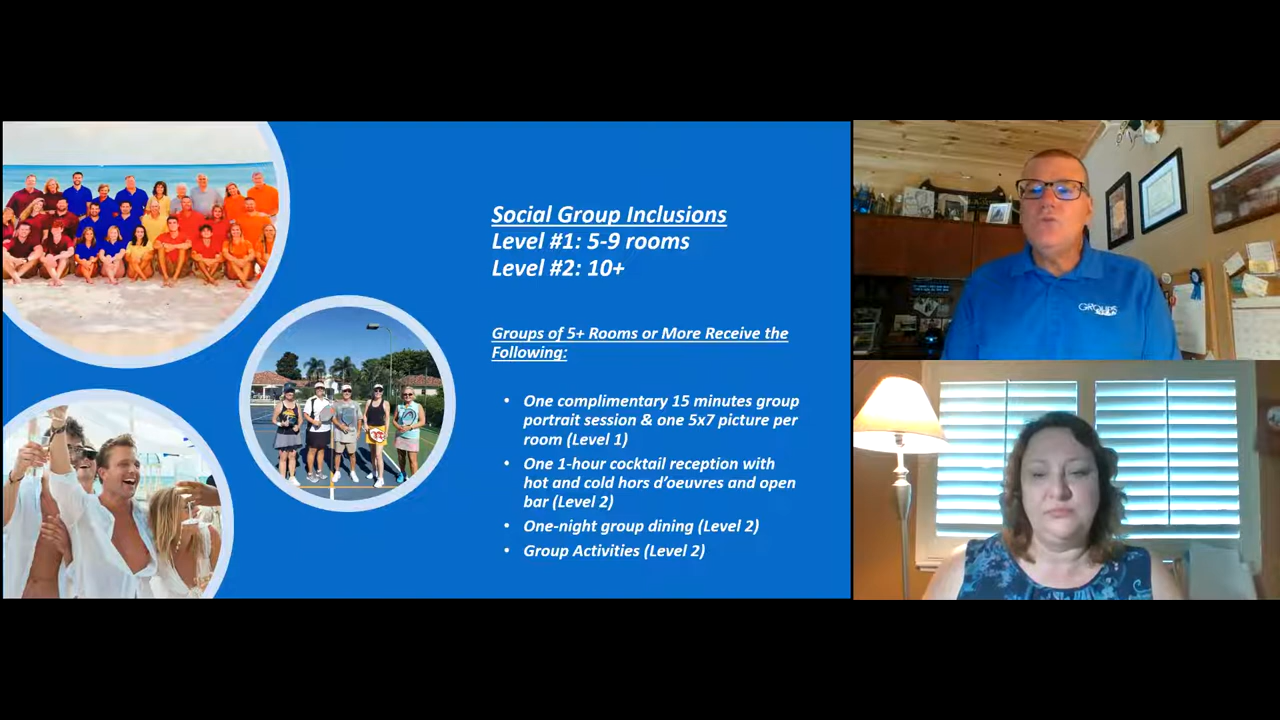 Social Group Inclusions
Level #1: 5-9 rooms
Level #2: 10+
Groups of 5+ Rooms or More Receive the
Following:
• One complimentary 15 minutes group
portrait session & one 5x7 picture per
room (Level 1)
• One 1-hour cocktail reception with
hot and cold hors d’oeuvres and open
bar (Level 2)
• One-night group dining (Level 2)
• Group Activities (Level 2)
GROUPS